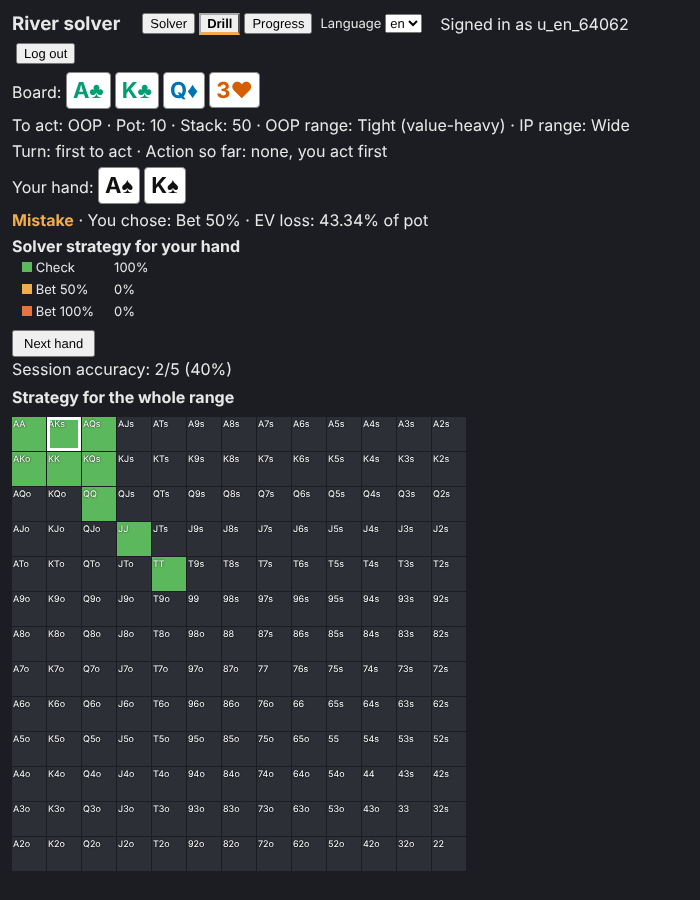 River solver Solver Drill Progress Language en Signed in as u_en_64062
Log out
Board: A♣ K♣ Q♦ 3♥
To act: OOP · Pot: 10 · Stack: 50 · OOP range: Tight (value-heavy) · IP range: Wide
Turn: first to act · Action so far: none, you act first
Your hand: A♠ K♠
Mistake · You chose: Bet 50% · EV loss: 43.34% of pot
Solver strategy for your hand
Check 100%
Bet 50% 0%
Bet 100% 0%
Next hand
Session accuracy: 2/5 (40%)
Strategy for the whole range
AA AKs AQs AJs ATs A9s A8s A7s A6s A5s A4s A3s A2s
AKo KK KQs KJs KTs K9s K8s K7s K6s K5s K4s K3s K2s
AQo KQo QQ QJs QTs Q9s Q8s Q7s Q6s Q5s Q4s Q3s Q2s
AJo KJo QJo JJ JTs J9s J8s J7s J6s J5s J4s J3s J2s
ATo KTo QTo JTo TT T9s T8s T7s T6s T5s T4s T3s T2s
A9o K9o Q9o J9o T9o 99 98s 97s 96s 95s 94s 93s 92s
A8o K8o Q8o J8o T8o 98o 88 87s 86s 85s 84s 83s 82s
A7o K7o Q7o J7o T7o 97o 87o 77 76s 75s 74s 73s 72s
A6o K6o Q6o J6o T6o 96o 86o 76o 66 65s 64s 63s 62s
A5o K5o Q5o J5o T5o 95o 85o 75o 65o 55 54s 53s 52s
A4o K4o Q4o J4o T4o 94o 84o 74o 64o 54o 44 43s 42s
A3o K3o Q3o J3o T3o 93o 83o 73o 63o 53o 43o 33 32s
A2o K2o Q2o J2o T2o 92o 82o 72o 62o 52o 42o 32o 22